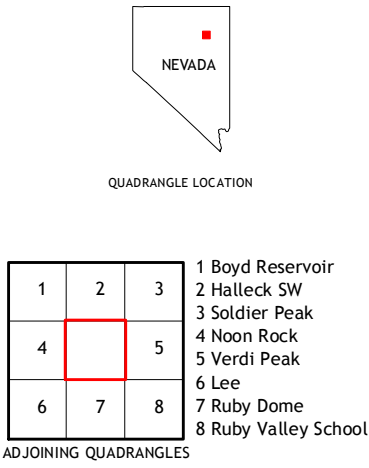 NEVADA
QUADRANGLE LOCATION
1 2 3
4 5
6 7 8
1 Boyd Reservoir
2 Halleck SW
3 Soldier Peak
4 Noon Rock
5 Verdi Peak
6 Lee
7 Ruby Dome
8 Ruby Valley School
ADJOINING QUADRANGLES